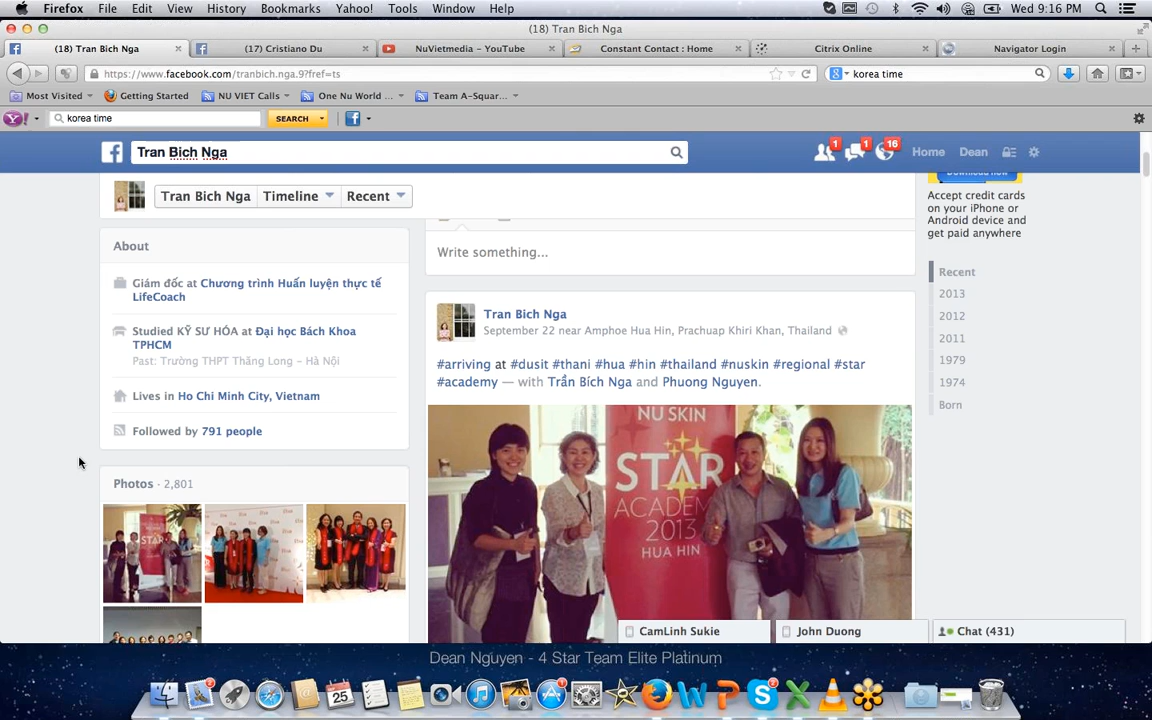 Firefox File Edit View History Bookmarks Yahoo! Tools Window Help Wed 9:16 PM
(18) Tran Bich Nga
(18) Tran Bich Nga × (17) Cristiano Du × NuVietmedia – YouTube × Constant Contact : Home × Citrix Online × Navigator Login × +
https://www.facebook.com/tranbich.nga.9?fref=ts korea time
Most Visited Getting Started NU VIET Calls One Nu World ... Team A-Squar...
Y! korea time SEARCH
Tran Bich Nga 1 1 16 Home Dean
Tran Bich Nga Timeline Recent
Download now
Accept credit cards
on your iPhone or
Android device and
get paid anywhere
About
Giám đốc at Chương trình Huấn luyện thực tế
LifeCoach
Studied KỸ SƯ HÓA at Đại học Bách Khoa
TPHCM
Past: Trường THPT Thăng Long – Hà Nội
Lives in Ho Chi Minh City, Vietnam
Followed by 791 people
Photos · 2,801
Write something...
Tran Bich Nga
September 22 near Amphoe Hua Hin, Prachuap Khiri Khan, Thailand
#arriving at #dusit #thani #hua #hin #thailand #nuskin #regional #star
#academy — with Trần Bích Nga and Phuong Nguyen.
NU SKIN
STAR
ACADEMY
2013
HUA HIN
Recent
2013
2012
2011
1979
1974
Born
CamLinh Sukie John Duong Chat (431)
Dean Nguyen - 4 Star Team Elite Platinum
25